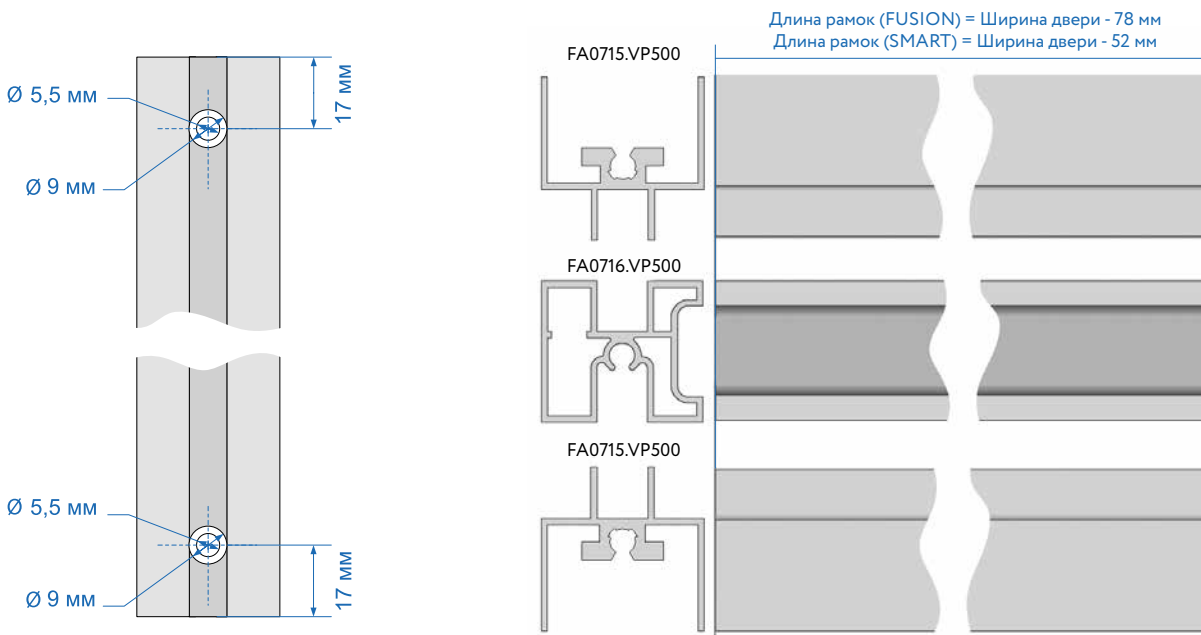 Ø 5,5 мм
17 мм
Ø 9 мм
Ø 5,5 мм
17 мм
Ø 9 мм
Длина рамок (FUSION) = Ширина двери - 78 мм
Длина рамок (SMART) = Ширина двери - 52 мм
FA0715.VP500
FA0716.VP500
FA0715.VP500